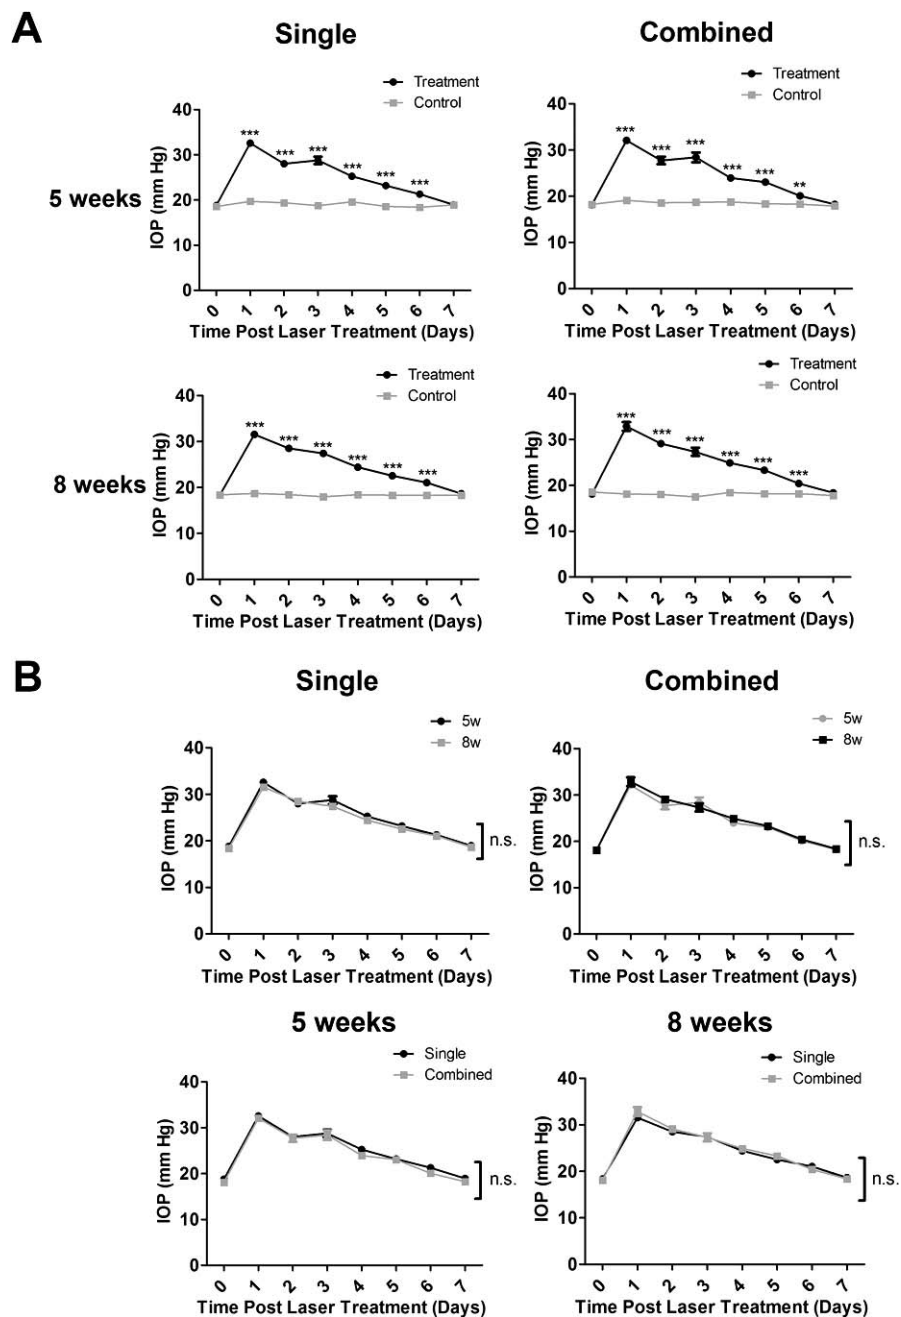 A
Single
Combined
Treatment
Control
Treatment
Control
5 weeks
IOP (mm Hg)
40
30
20
10
0
*** *** *** *** *** ***
0 1 2 3 4 5 6 7
Time Post Laser Treatment (Days)
IOP (mm Hg)
40
30
20
10
0
*** *** *** *** *** **
0 1 2 3 4 5 6 7
Time Post Laser Treatment (Days)
Treatment
Control
Treatment
Control
8 weeks
IOP (mm Hg)
40
30
20
10
0
*** *** *** *** *** ***
0 1 2 3 4 5 6 7
Time Post Laser Treatment (Days)
IOP (mm Hg)
40
30
20
10
0
*** *** *** *** *** ***
0 1 2 3 4 5 6 7
Time Post Laser Treatment (Days)
B
Single
Combined
5w
8w
5w
8w
IOP (mm Hg)
40
30
20
10
0
n.s.
0 1 2 3 4 5 6 7
Time Post Laser Treatment (Days)
IOP (mm Hg)
40
30
20
10
0
n.s.
0 1 2 3 4 5 6 7
Time Post Laser Treatment (Days)
5 weeks
8 weeks
Single
Combined
Single
Combined
IOP (mm Hg)
40
30
20
10
0
n.s.
0 1 2 3 4 5 6 7
Time Post Laser Treatment (Days)
IOP (mm Hg)
40
30
20
10
0
n.s.
0 1 2 3 4 5 6 7
Time Post Laser Treatment (Days)